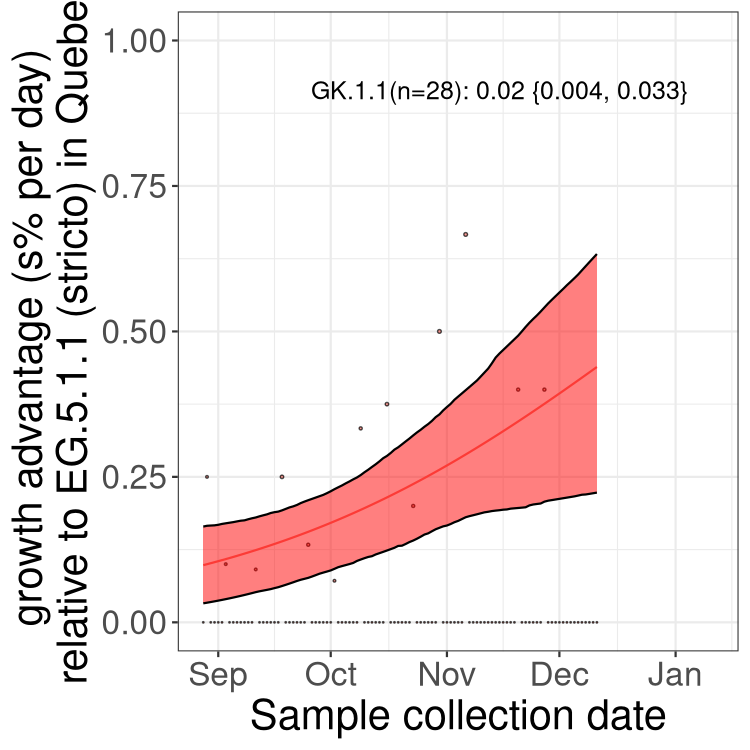 growth advantage (s% per day)
relative to EG.5.1.1 (stricto) in Quebe
1.00
0.75
0.50
0.25
0.00
GK.1.1(n=28): 0.02 {0.004, 0.033}
Sep Oct Nov Dec Jan
Sample collection date